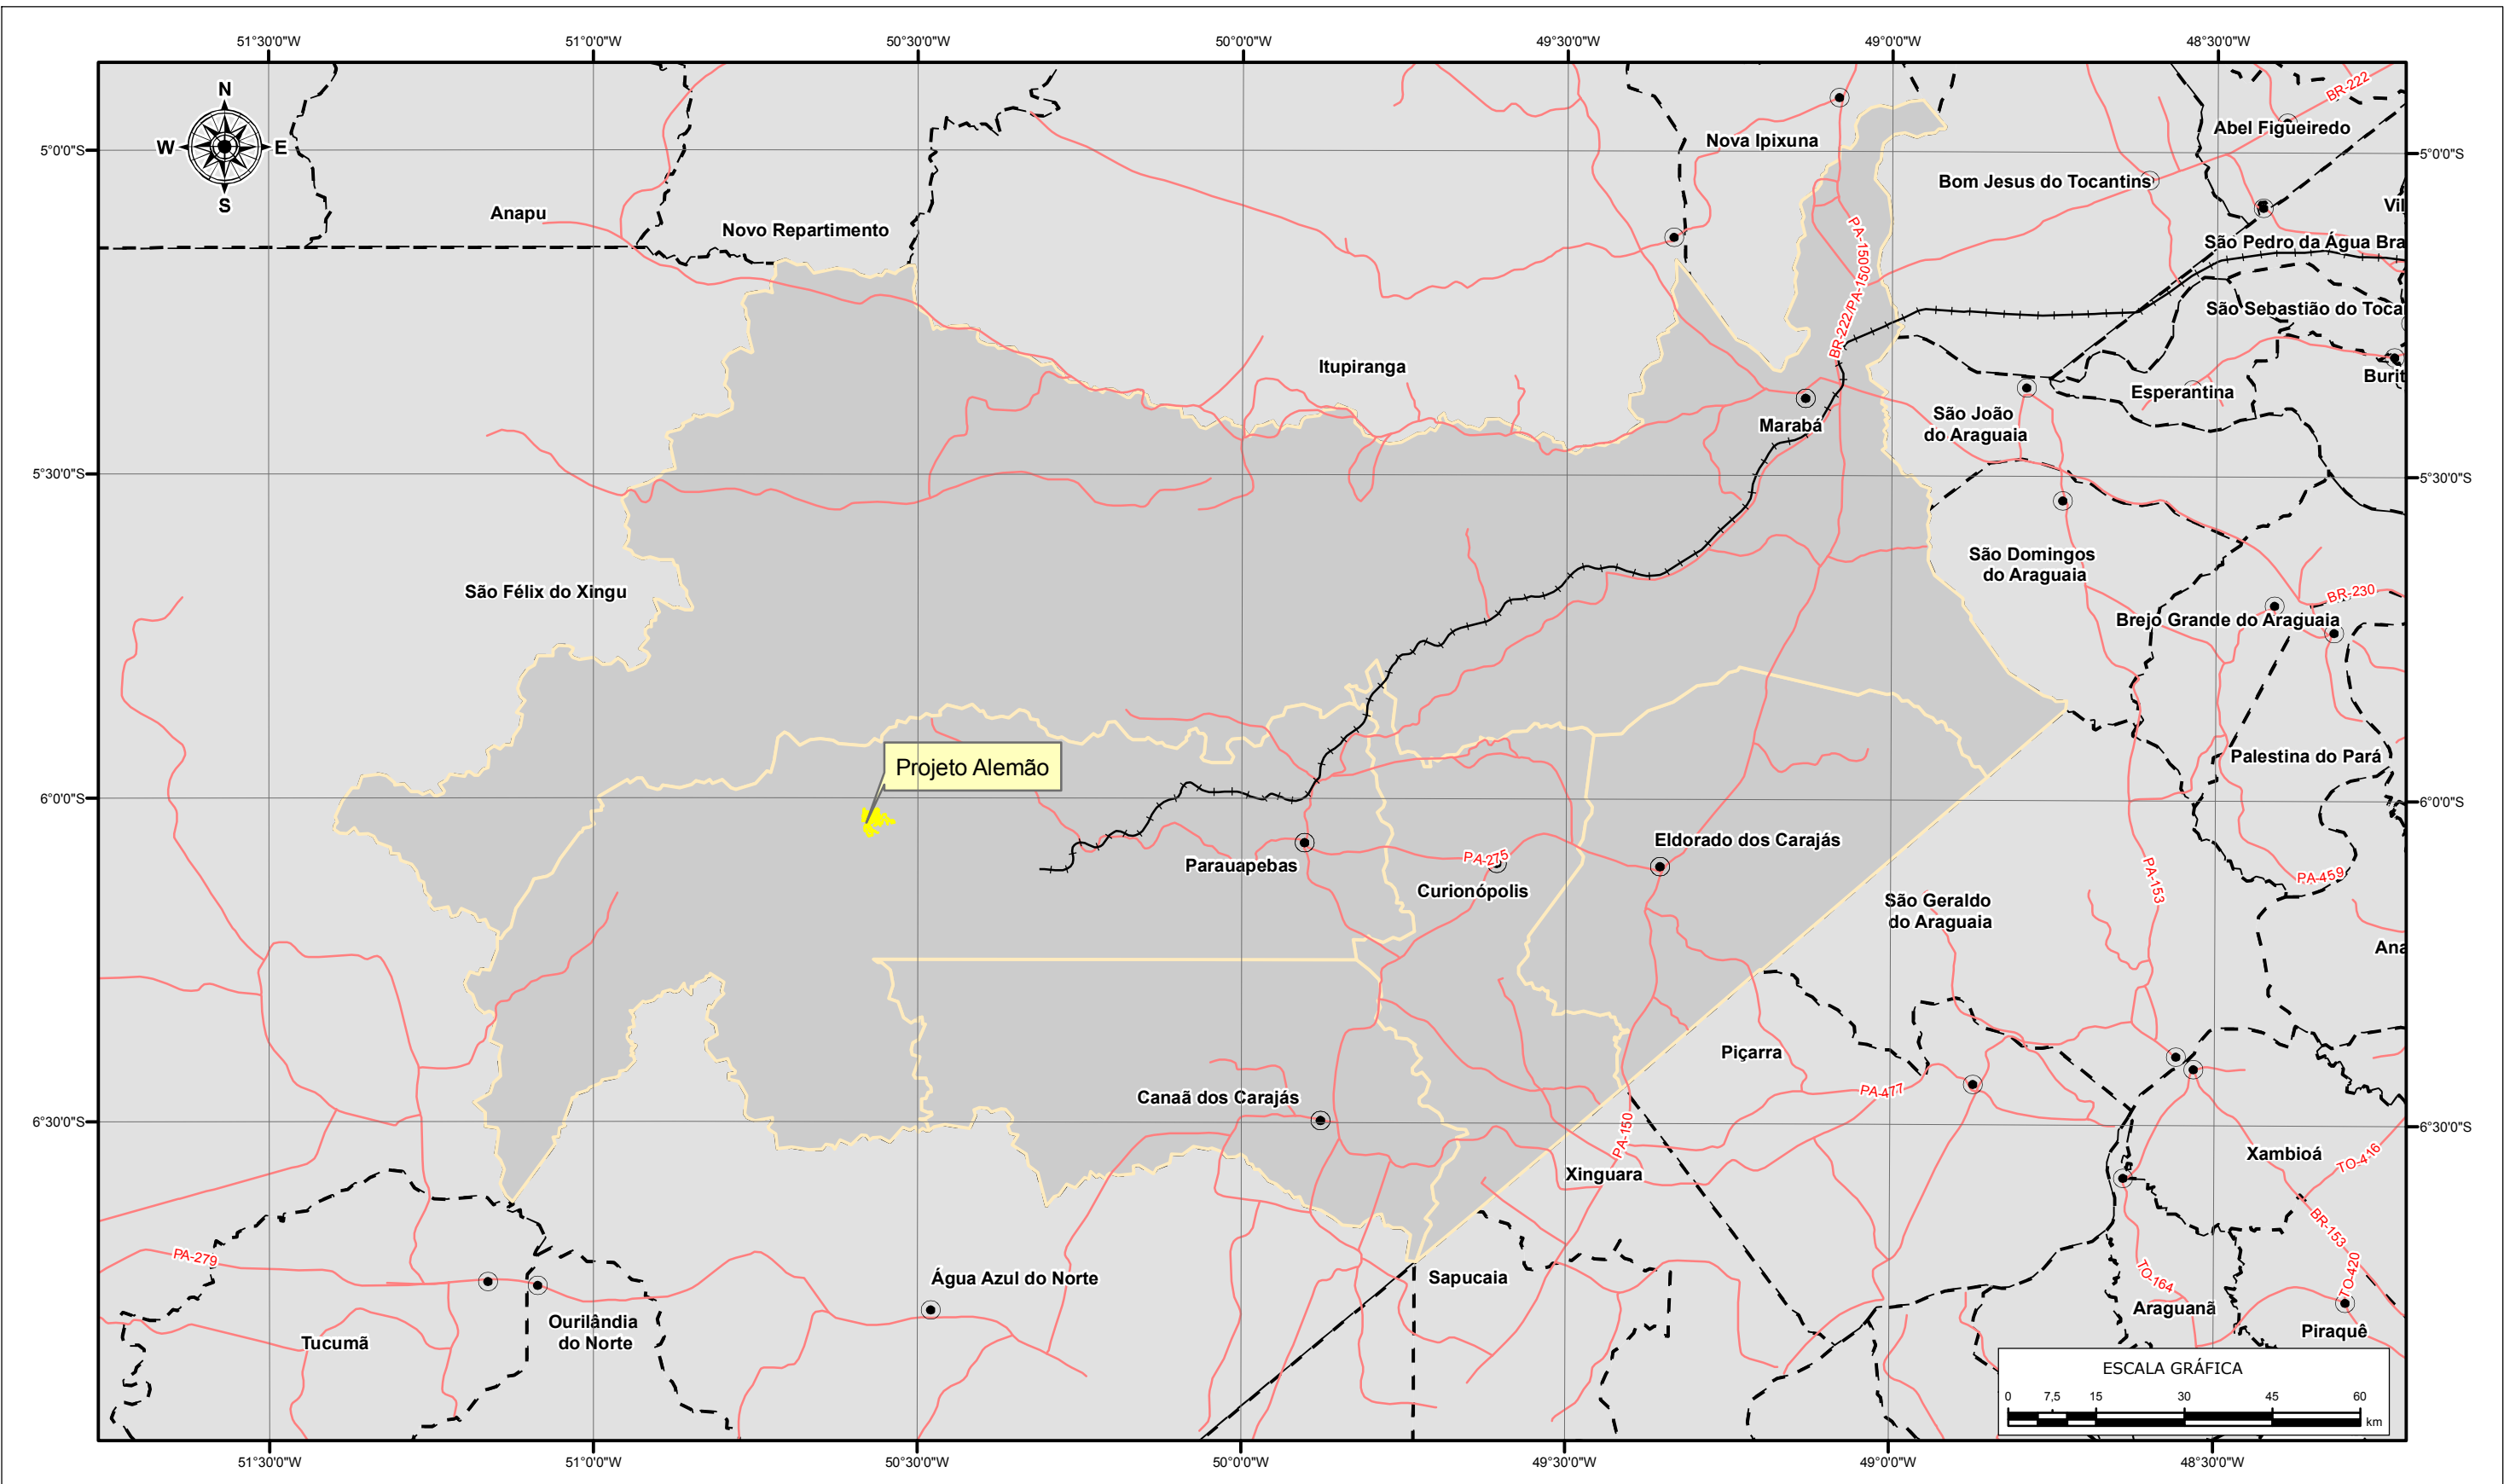 51°30'0"W
51°0'0"W
50°30'0"W
50°0'0"W
49°30'0"W
49°0'0"W
48°30'0"W
N
W
E
S
BR-222
Abel Figueiredo
Nova Ipixuna
5°0'0"S
5°0'0"S
Bom Jesus do Tocantins
Vil
Anapu
Novo Repartimento
PA-150
São Pedro da Água Bra
BR-222/PA-150
São Sebastião do Toca
Itupiranga
Burit
Esperantina
Marabá
São João
do Araguaia
5°30'0"S
5°30'0"S
São Domingos
do Araguaia
São Félix do Xingu
BR-230
Brejo Grande do Araguaia
Palestina do Pará
Projeto Alemão
6°0'0"S
6°0'0"S
Eldorado dos Carajás
PA-275
Parauapebas
Curionópolis
PA-153
PA-459
São Geraldo
do Araguaia
Ana
Piçarra
PA-477
Canaã dos Carajás
6°30'0"S
6°30'0"S
PA-150
Xinguara
Xambioá
TO-416
BR-153
PA-279
Água Azul do Norte
Sapucaia
TO-164
TO-420
Araguanã
Ourilândia
do Norte
Tucumã
Piraquê
ESCALA GRÁFICA
0 7,5 15 30 45 60
km
51°30'0"W
51°0'0"W
50°30'0"W
50°0'0"W
49°30'0"W
49°0'0"W
48°30'0"W